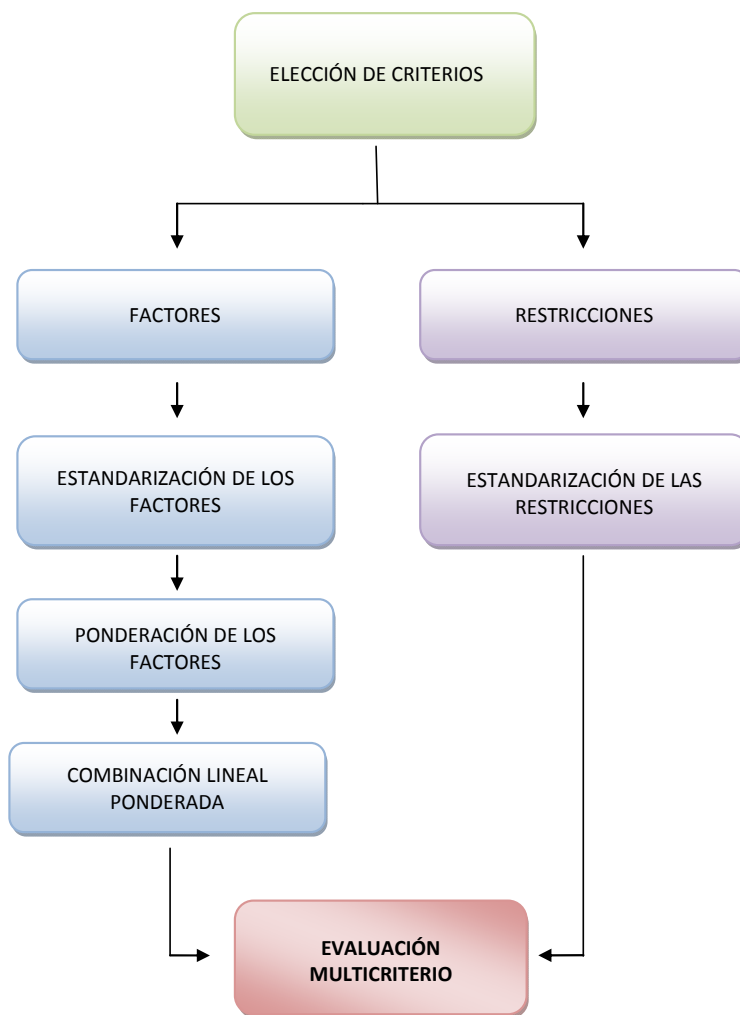 ELECCIÓN DE CRITERIOS
FACTORES
RESTRICCIONES
ESTANDARIZACIÓN DE LOS
FACTORES
ESTANDARIZACIÓN DE LAS
RESTRICCIONES
PONDERACIÓN DE LOS
FACTORES
COMBINACIÓN LINEAL
PONDERADA
EVALUACIÓN
MULTICRITERIO